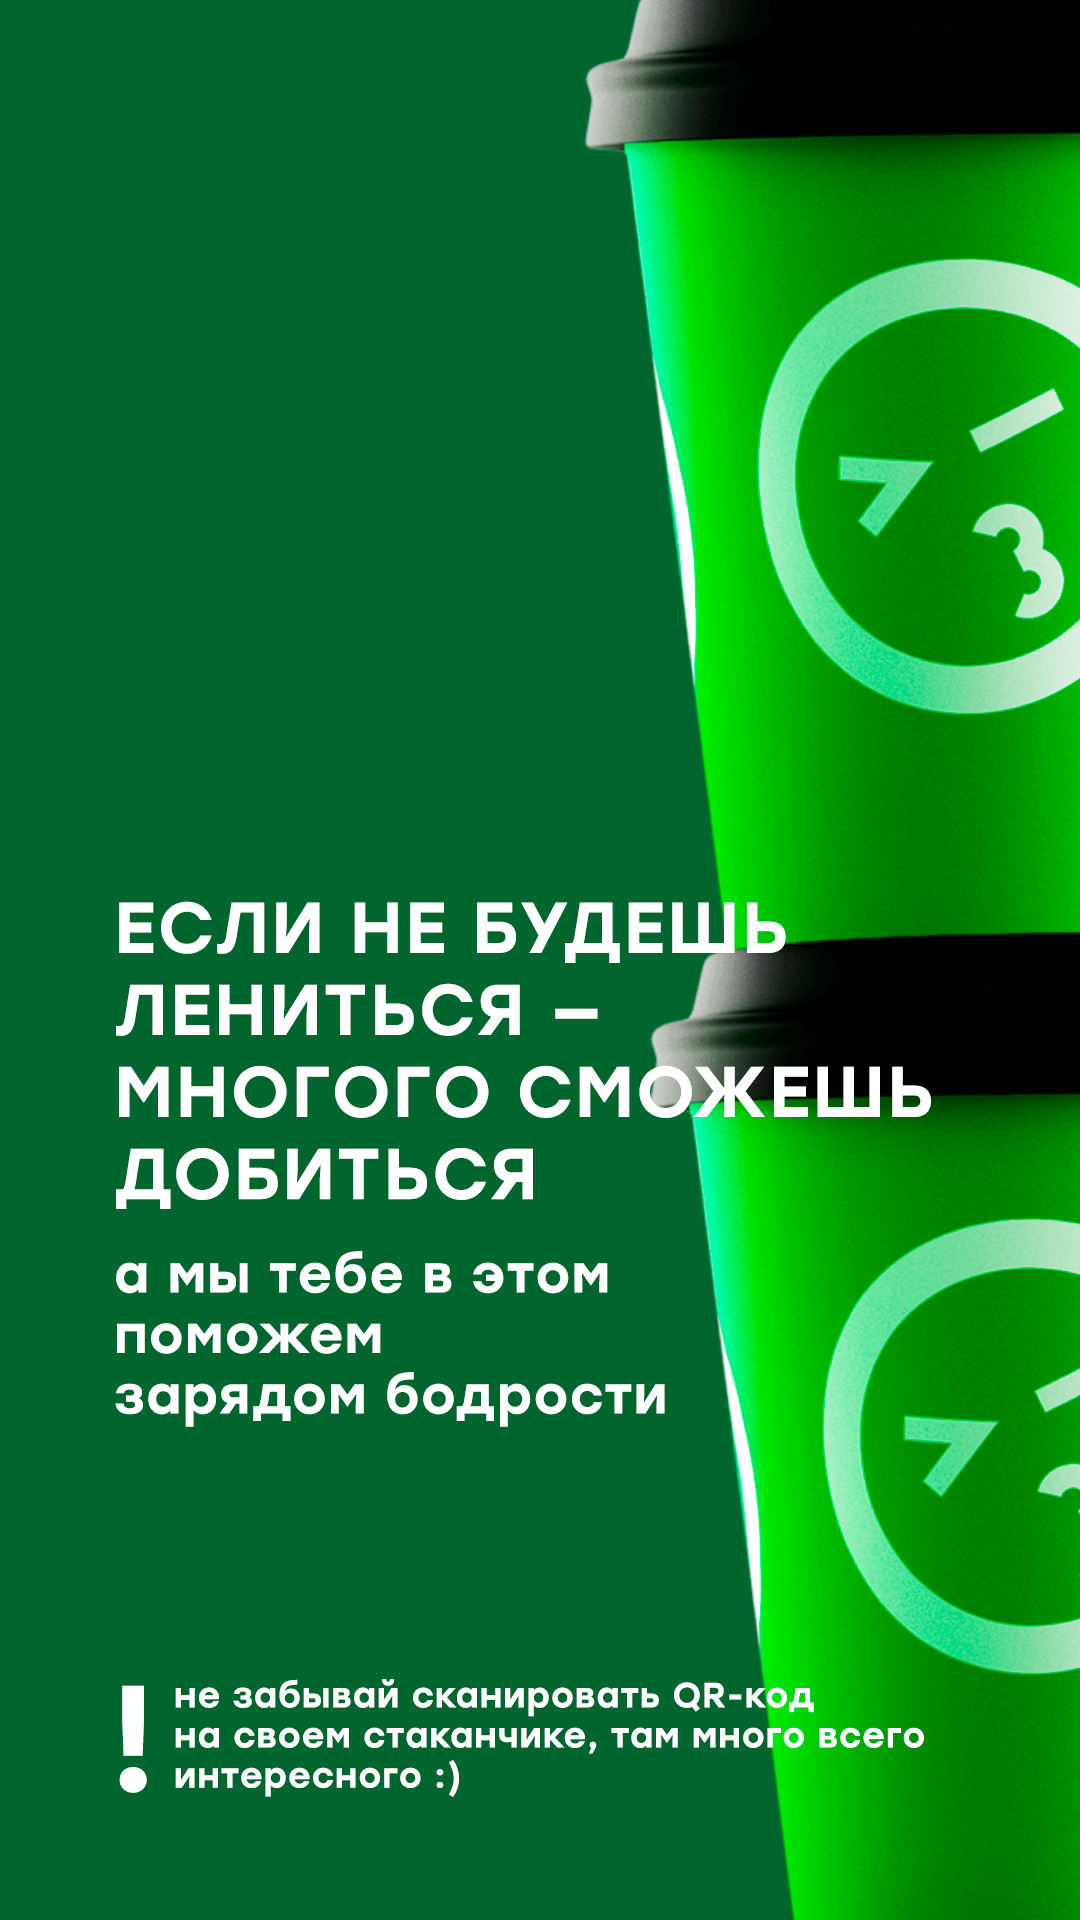 ЕСЛИ НЕ БУДЕШЬ
ЛЕНИТЬСЯ –
МНОГОГО СМОЖЕШЬ
ДОБИТЬСЯ
а мы тебе в этом
поможем
зарядом бодрости
! не забывай сканировать QR-код
на своем стаканчике, там много всего
интересного :)